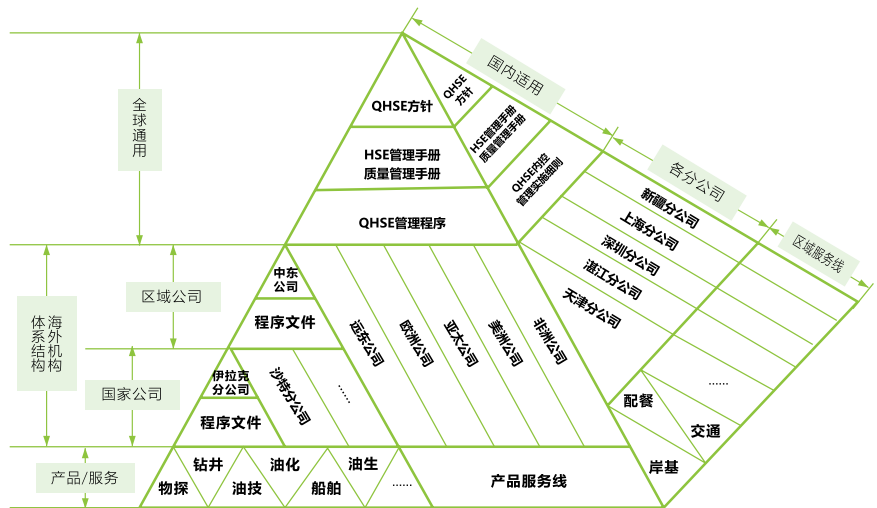 国内适用
各分公司
区域服务线
全球通用
QHSE方针
QHSE
方针
HSE管理手册
质量管理手册
HSE管理手册
质量管理手册
QHSE内控
管理实施细则
QHSE管理程序
新疆分公司
上海分公司
深圳分公司
湛江分公司
天津分公司
海外机构
体系结构
区域公司
国家公司
产品/服务
中东
公司
程序文件
远东公司
欧洲公司
亚太公司
美洲公司
非洲公司
伊拉克
分公司
程序文件
沙特分公司
......
物探
钻井
油技
油化
船舶
油生
......
产品服务线
配餐
......
交通
岸基